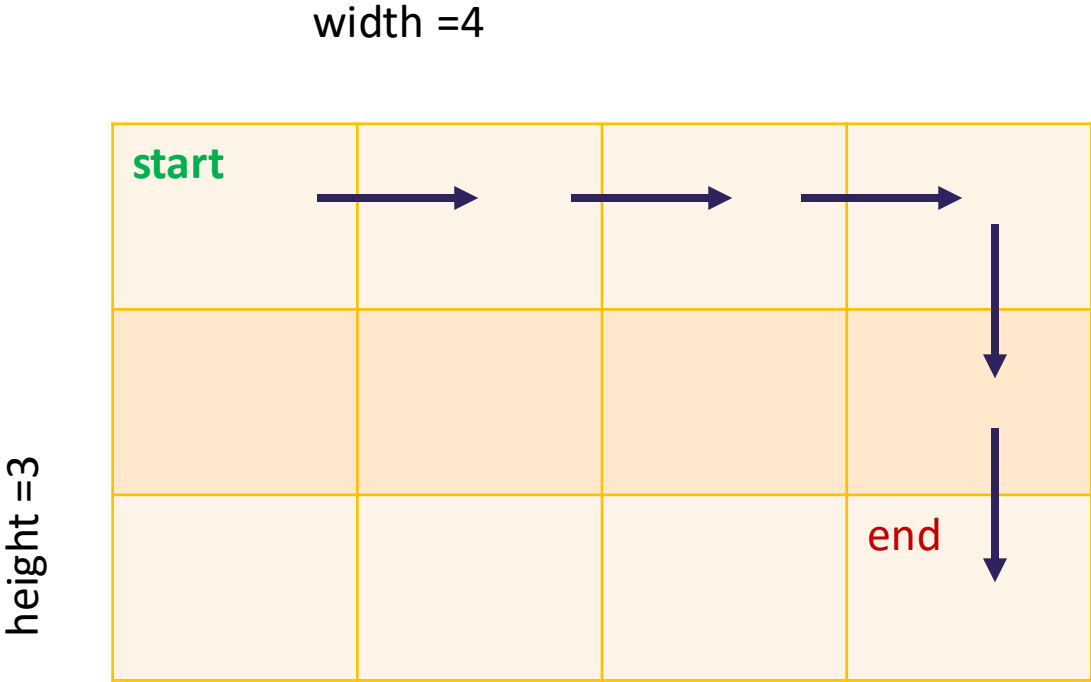 width =4
start
height =3
end